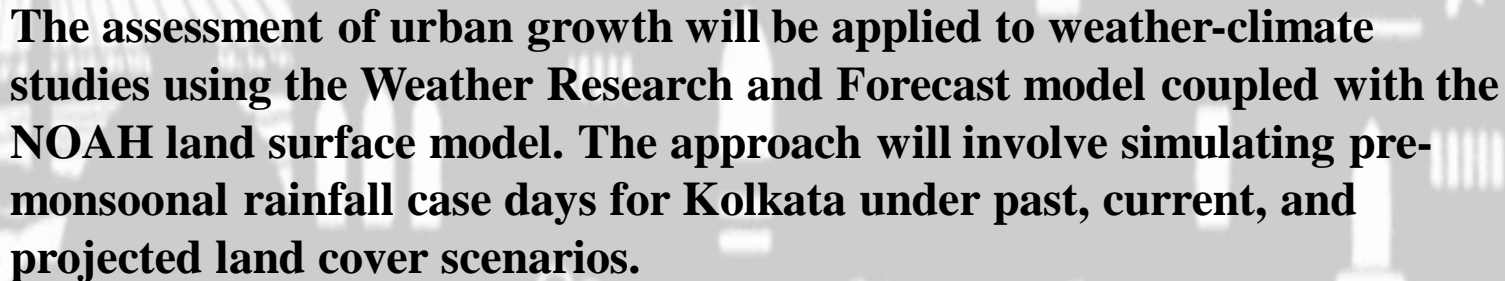 The assessment of urban growth will be applied to weather-climate
studies using the Weather Research and Forecast model coupled with the
NOAH land surface model. The approach will involve simulating pre-
monsoonal rainfall case days for Kolkata under past, current, and
projected land cover scenarios.